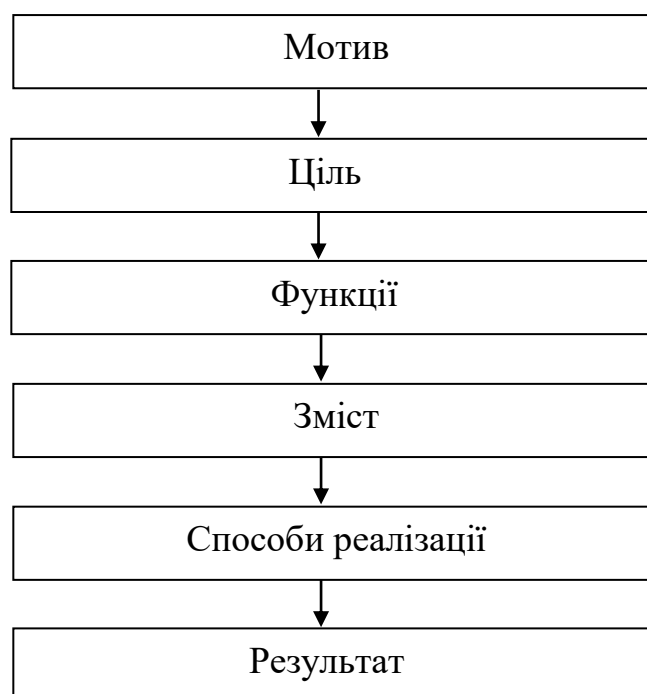 Мотив
Ціль
Функції
Зміст
Способи реалізації
Результат